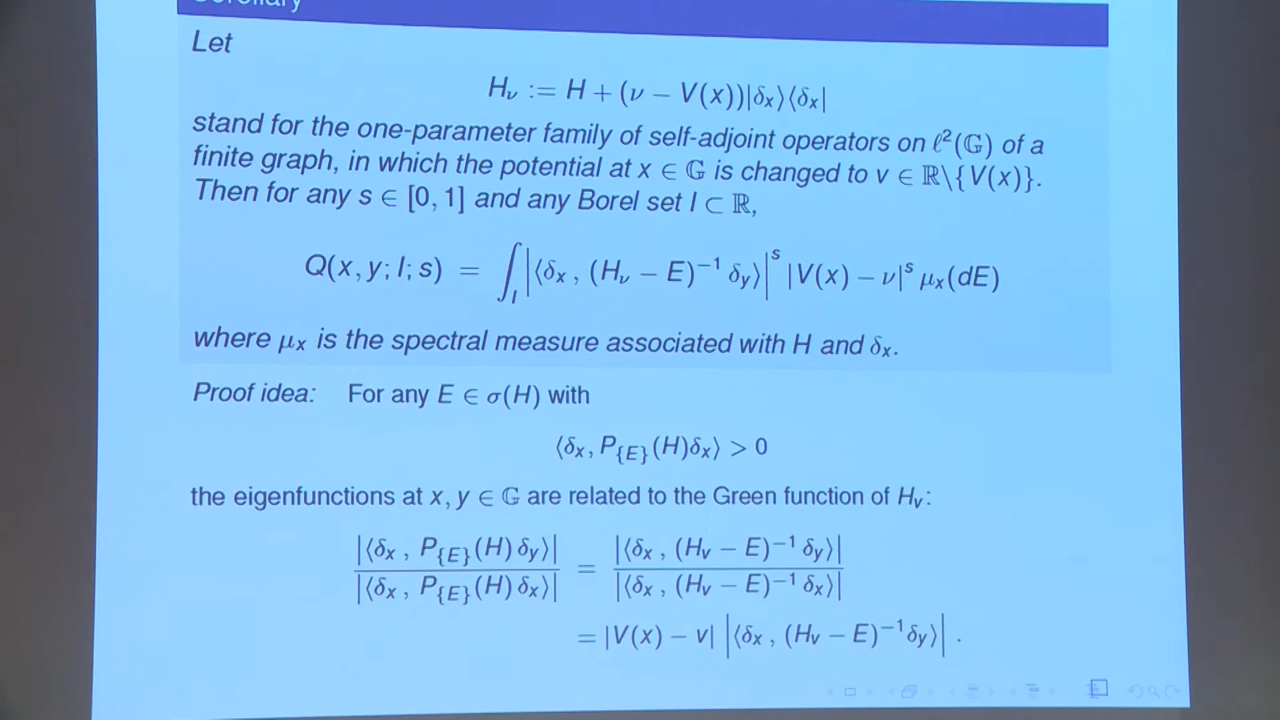 Corollary
Let
H_ν := H + (ν − V(x))|δ_x⟩⟨δ_x|
stand for the one-parameter family of self-adjoint operators on ℓ²(𝔾) of a
finite graph, in which the potential at x ∈ 𝔾 is changed to v ∈ ℝ\{V(x)}.
Then for any s ∈ [0, 1] and any Borel set I ⊂ ℝ,
Q(x, y; I; s) = ∫_I |⟨δ_x , (H_ν − E)^{-1} δ_y⟩|^s |V(x) − ν|^s μ_x(dE)
where μ_x is the spectral measure associated with H and δ_x.
Proof idea: For any E ∈ σ(H) with
⟨δ_x, P_{E}(H)δ_x⟩ > 0
the eigenfunctions at x, y ∈ 𝔾 are related to the Green function of H_v:
|⟨δ_x , P_{E}(H) δ_y⟩| / |⟨δ_x , P_{E}(H) δ_x⟩| = |⟨δ_x , (H_v − E)^{-1} δ_y⟩| / |⟨δ_x , (H_v − E)^{-1} δ_x⟩|
= |V(x) − v| |⟨δ_x , (H_v − E)^{-1} δ_y⟩| .